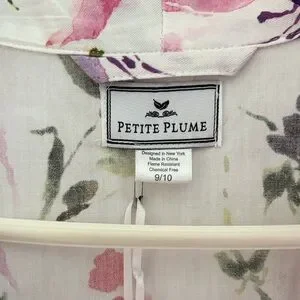 PETITE PLUME
Designed in New York
Made in China
Flame Resistant
Chemical Free
9/10